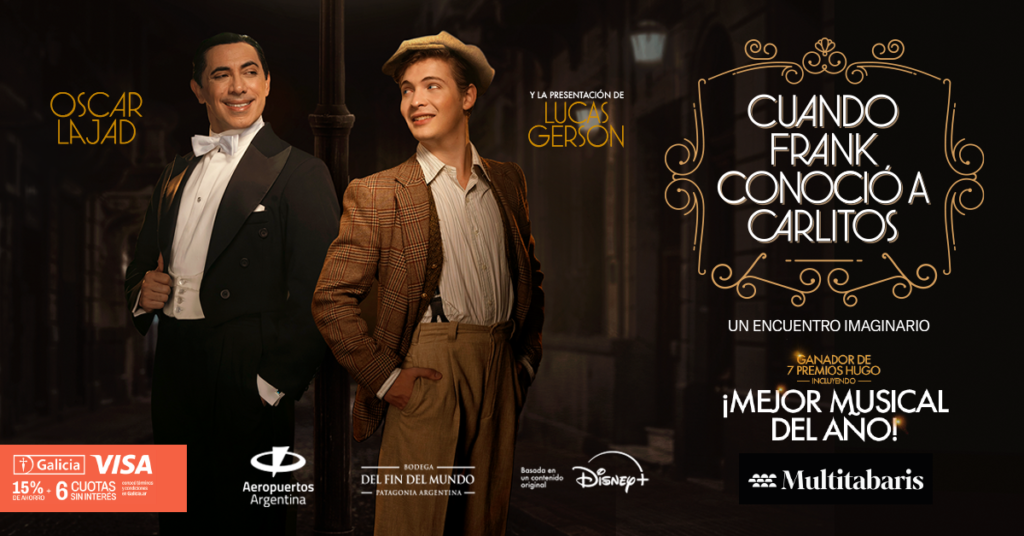 OSCAR
LAJAD
Y LA PRESENTACIÓN DE
LUCAS
GERSON
CUANDO
FRANK
CONOCIÓ A
CARLITOS
UN ENCUENTRO IMAGINARIO
GANADOR DE
7 PREMIOS HUGO
INCLUYENDO
¡MEJOR MUSICAL
DEL AÑO!
Galicia VISA
15% + 6 CUOTAS
DE AHORRO SIN INTERÉS
Aeropuertos
Argentina
BODEGA
DEL FIN DEL MUNDO
PATAGONIA ARGENTINA
Basado en
un contenido
original
Disney+
Multitabaris